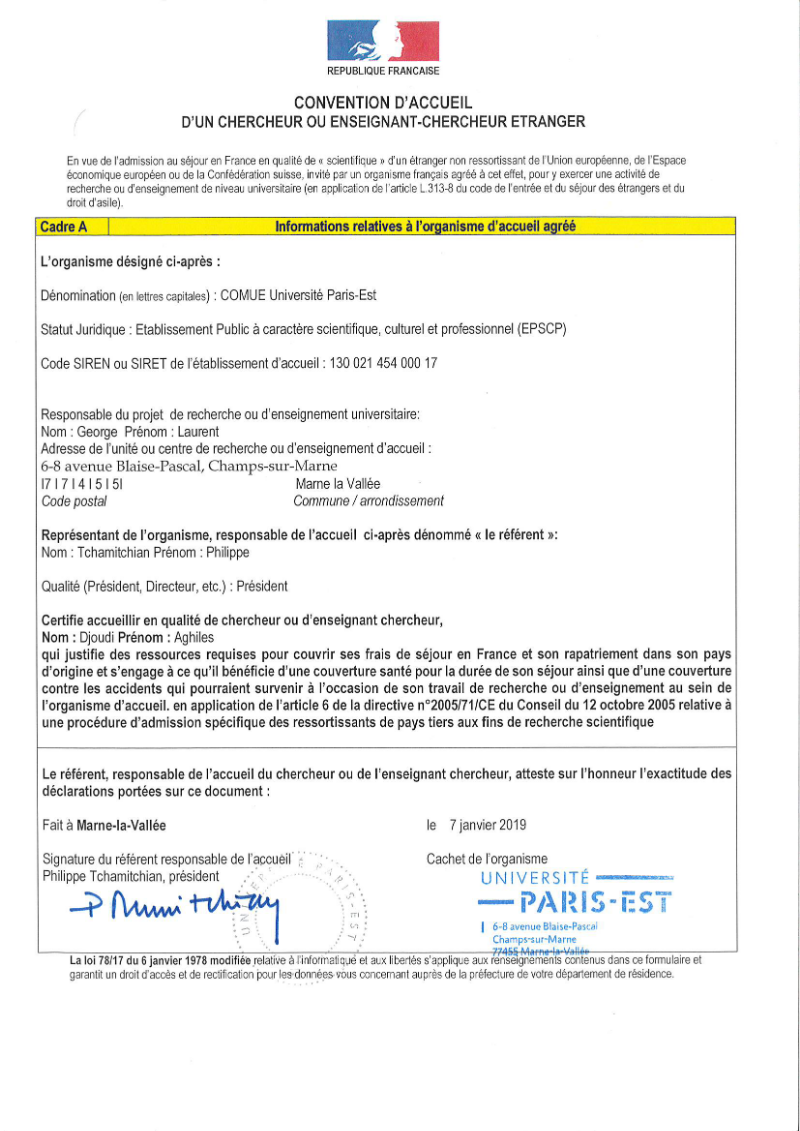 REPUBLIQUE FRANCAISE
CONVENTION D'ACCUEIL
D'UN CHERCHEUR OU ENSEIGNANT-CHERCHEUR ETRANGER
En vue de l'admission au séjour en France en qualité de « scientifique » d'un étranger non ressortissant de l'Union européenne, de l'Espace
économique européen ou de la Confédération suisse, invité par un organisme français agréé à cet effet, pour y exercer une activité de
recherche ou d'enseignement de niveau universitaire (en application de l'article L.313-8 du code de l'entrée et du séjour des étrangers et du
droit d'asile).
Cadre A Informations relatives à l'organisme d'accueil agréé
L'organisme désigné ci-après :
Dénomination (en lettres capitales) : COMUE Université Paris-Est
Statut Juridique : Etablissement Public à caractère scientifique, culturel et professionnel (EPSCP)
Code SIREN ou SIRET de l'établissement d'accueil : 130 021 454 000 17
Responsable du projet de recherche ou d'enseignement universitaire:
Nom : George Prénom : Laurent
Adresse de l'unité ou centre de recherche ou d'enseignement d'accueil :
6-8 avenue Blaise-Pascal, Champs-sur-Marne
I7 I 7 I 4 I 5 I 5I Marne la Vallée
Code postal Commune / arrondissement
Représentant de l'organisme, responsable de l'accueil ci-après dénommé « le référent »:
Nom : Tchamitchian Prénom : Philippe
Qualité (Président, Directeur, etc.) : Président
Certifie accueillir en qualité de chercheur ou d'enseignant chercheur,
Nom : Djoudi Prénom : Aghiles
qui justifie des ressources requises pour couvrir ses frais de séjour en France et son rapatriement dans son pays
d'origine et s'engage à ce qu'il bénéficie d'une couverture santé pour la durée de son séjour ainsi que d'une couverture
contre les accidents qui pourraient survenir à l'occasion de son travail de recherche ou d'enseignement au sein de
l'organisme d'accueil. en application de l'article 6 de la directive n°2005/71/CE du Conseil du 12 octobre 2005 relative à
une procédure d'admission spécifique des ressortissants de pays tiers aux fins de recherche scientifique
Le référent, responsable de l'accueil du chercheur ou de l'enseignant chercheur, atteste sur l'honneur l'exactitude des
déclarations portées sur ce document :
Fait à Marne-la-Vallée le 7 janvier 2019
Signature du référent responsable de l'accueil Cachet de l'organisme
Philippe Tchamitchian, président
UNIVERSITÉ PARIS-EST
UNIVERSITÉ
PARIS-EST
6-8 avenue Blaise-Pascal
Champs-sur-Marne
77455 Marne-la-Vallée
La loi 78/17 du 6 janvier 1978 modifiée relative à l'informatique et aux libertés s'applique aux renseignements contenus dans ce formulaire et
garantit un droit d'accès et de rectification pour les données vous concernant auprès de la préfecture de votre département de résidence.